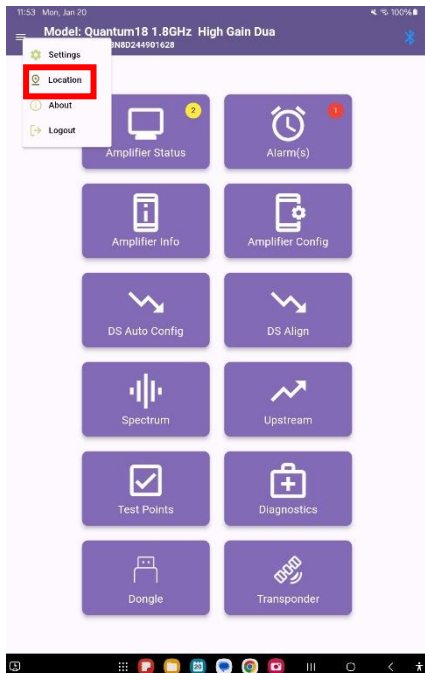 11:53 Mon, Jan 20
100%
Model: Quantum18 1.8GHz High Gain Dua
8N8D244901628
Settings
Location
About
Logout
2
Amplifier Status
1
Alarm(s)
Amplifier Info
Amplifier Config
DS Auto Config
DS Align
Spectrum
Upstream
Test Points
Diagnostics
Dongle
Transponder
20